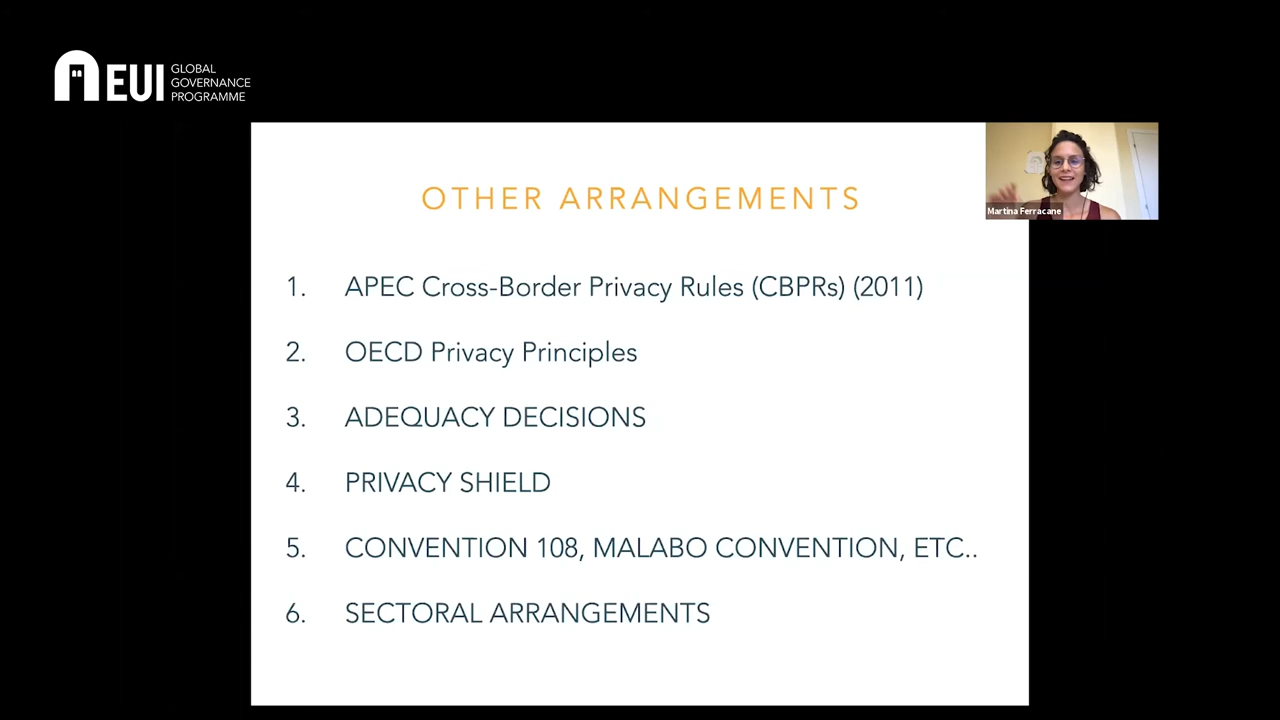 EUI
GLOBAL
GOVERNANCE
PROGRAMME
OTHER ARRANGEMENTS
Martina Ferracane
1. APEC Cross-Border Privacy Rules (CBPRs) (2011)
2. OECD Privacy Principles
3. ADEQUACY DECISIONS
4. PRIVACY SHIELD
5. CONVENTION 108, MALABO CONVENTION, ETC..
6. SECTORAL ARRANGEMENTS